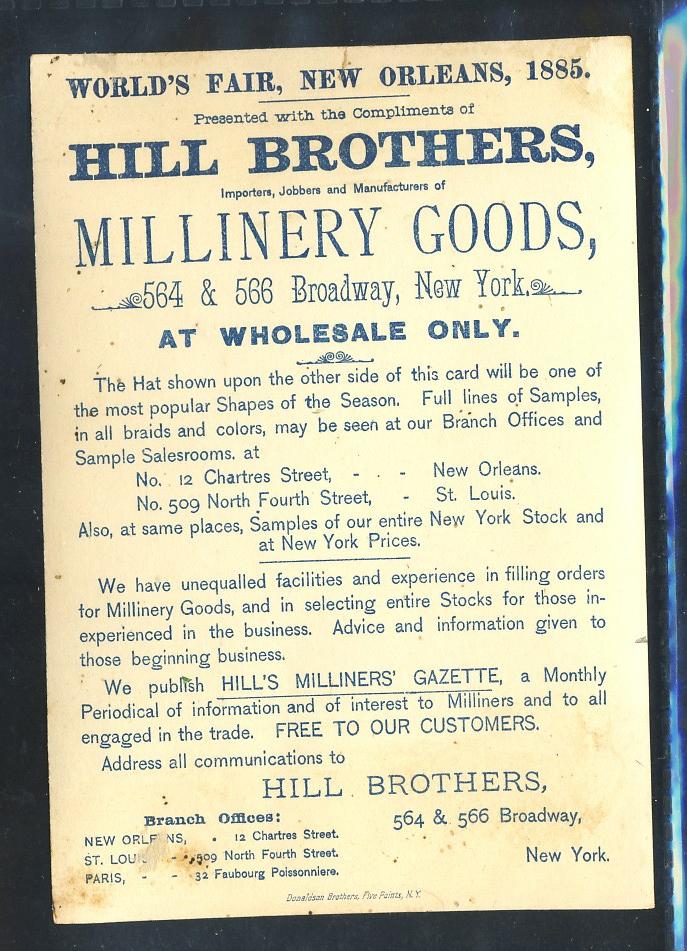 WORLD'S FAIR, NEW ORLEANS, 1885.
Presented with the Compliments of
HILL BROTHERS,
Importers, Jobbers and Manufacturers of
MILLINERY GOODS,
564 & 566 Broadway, New York.
AT WHOLESALE ONLY.
The Hat shown upon the other side of this card will be one of
the most popular Shapes of the Season. Full lines of Samples,
in all braids and colors, may be seen at our Branch Offices and
Sample Salesrooms. at
No. 12 Chartres Street, - - - New Orleans.
No. 509 North Fourth Street, - St. Louis.
Also, at same places, Samples of our entire New York Stock and
at New York Prices.
We have unequalled facilities and experience in filling orders
for Millinery Goods, and in selecting entire Stocks for those in-
experienced in the business. Advice and information given to
those beginning business.
We publish HILL'S MILLINERS' GAZETTE, a Monthly
Periodical of information and of interest to Milliners and to all
engaged in the trade. FREE TO OUR CUSTOMERS.
Address all communications to
HILL BROTHERS,
564 & 566 Broadway,
New York.
Branch Offices:
NEW ORLEANS, - 12 Chartres Street.
ST. LOUIS - - 509 North Fourth Street.
PARIS, - - 32 Faubourg Poissonniere.
Donaldson Brothers, Five Points, N.Y.